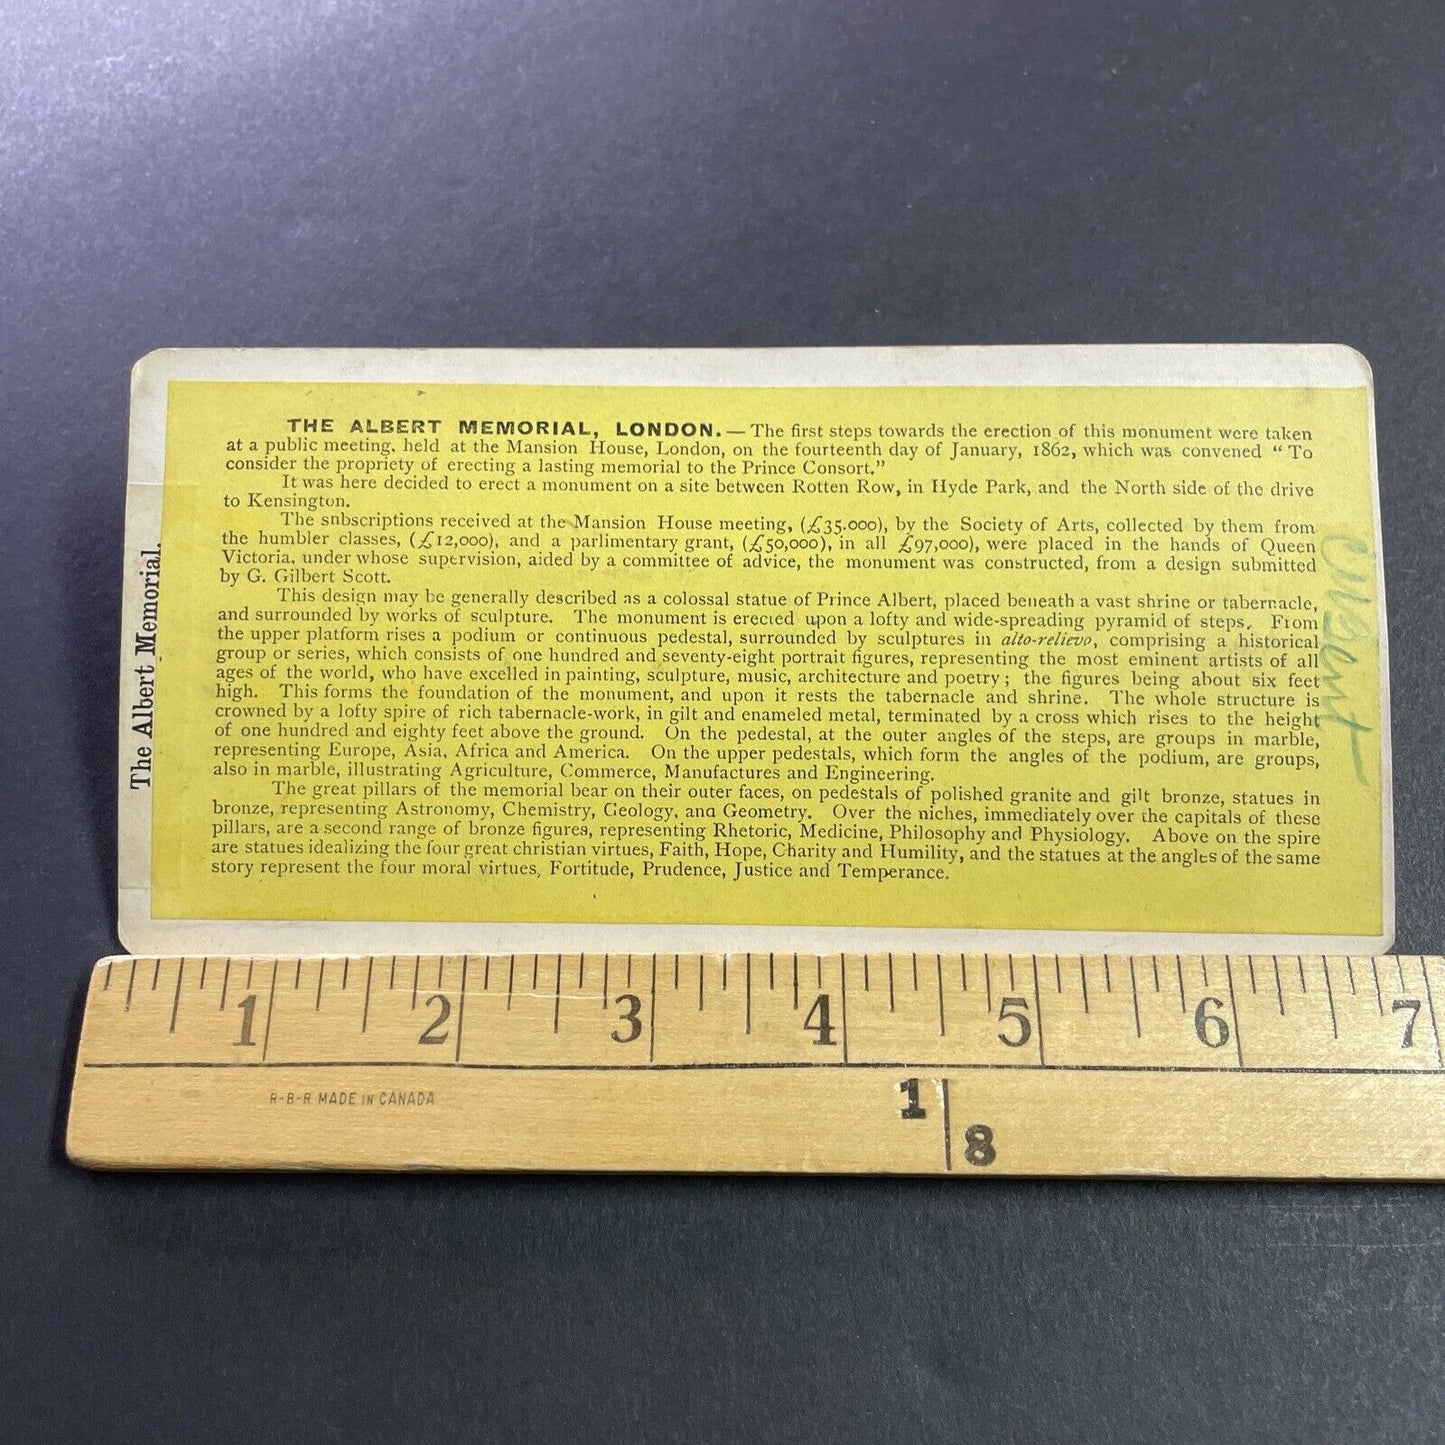 THE ALBERT MEMORIAL, LONDON. — The first steps towards the erection of this monument were taken
at a public meeting, held at the Mansion House, London, on the fourteenth day of January, 1862, which was convened “ To
consider the propriety of erecting a lasting memorial to the Prince Consort.”
It was here decided to erect a monument on a site between Rotten Row, in Hyde Park, and the North side of the drive
to Kensington.
The snbscriptions received at the Mansion House meeting, (£35.000), by the Society of Arts, collected by them from
the humbler classes, (£12,000), and a parlimentary grant, (£50,000), in all £97,000), were placed in the hands of Queen
Victoria, under whose supervision, aided by a committee of advice, the monument was constructed, from a design submitted
by G. Gilbert Scott.
This design may be generally described as a colossal statue of Prince Albert, placed beneath a vast shrine or tabernacle,
and surrounded by works of sculpture. The monument is erected upon a lofty and wide-spreading pyramid of steps. From
the upper platform rises a podium or continuous pedestal, surrounded by sculptures in alto-relievo, comprising a historical
group or series, which consists of one hundred and seventy-eight portrait figures, representing the most eminent artists of all
ages of the world, who have excelled in painting, sculpture, music, architecture and poetry ; the figures being about six feet
high. This forms the foundation of the monument, and upon it rests the tabernacle and shrine. The whole structure is
crowned by a lofty spire of rich tabernacle-work, in gilt and enameled metal, terminated by a cross which rises to the height
of one hundred and eighty feet above the ground. On the pedestal, at the outer angles of the steps, are groups in marble,
representing Europe, Asia, Africa and America. On the upper pedestals, which form the angles of the podium, are groups,
also in marble, illustrating Agriculture, Commerce, Manufactures and Engineering.
The great pillars of the memorial bear on their outer faces, on pedestals of polished granite and gilt bronze, statues in
bronze, representing Astronomy, Chemistry, Geology, and Geometry. Over the niches, immediately over the capitals of these
pillars, are a second range of bronze figures, representing Rhetoric, Medicine, Philosophy and Physiology. Above on the spire
are statues idealizing the four great christian virtues, Faith, Hope, Charity and Humility, and the statues at the angles of the same
story represent the four moral virtues, Fortitude, Prudence, Justice and Temperance.
The Albert Memorial.
1 2 3 4 5 6 7
R-B-R MADE IN CANADA
1
8